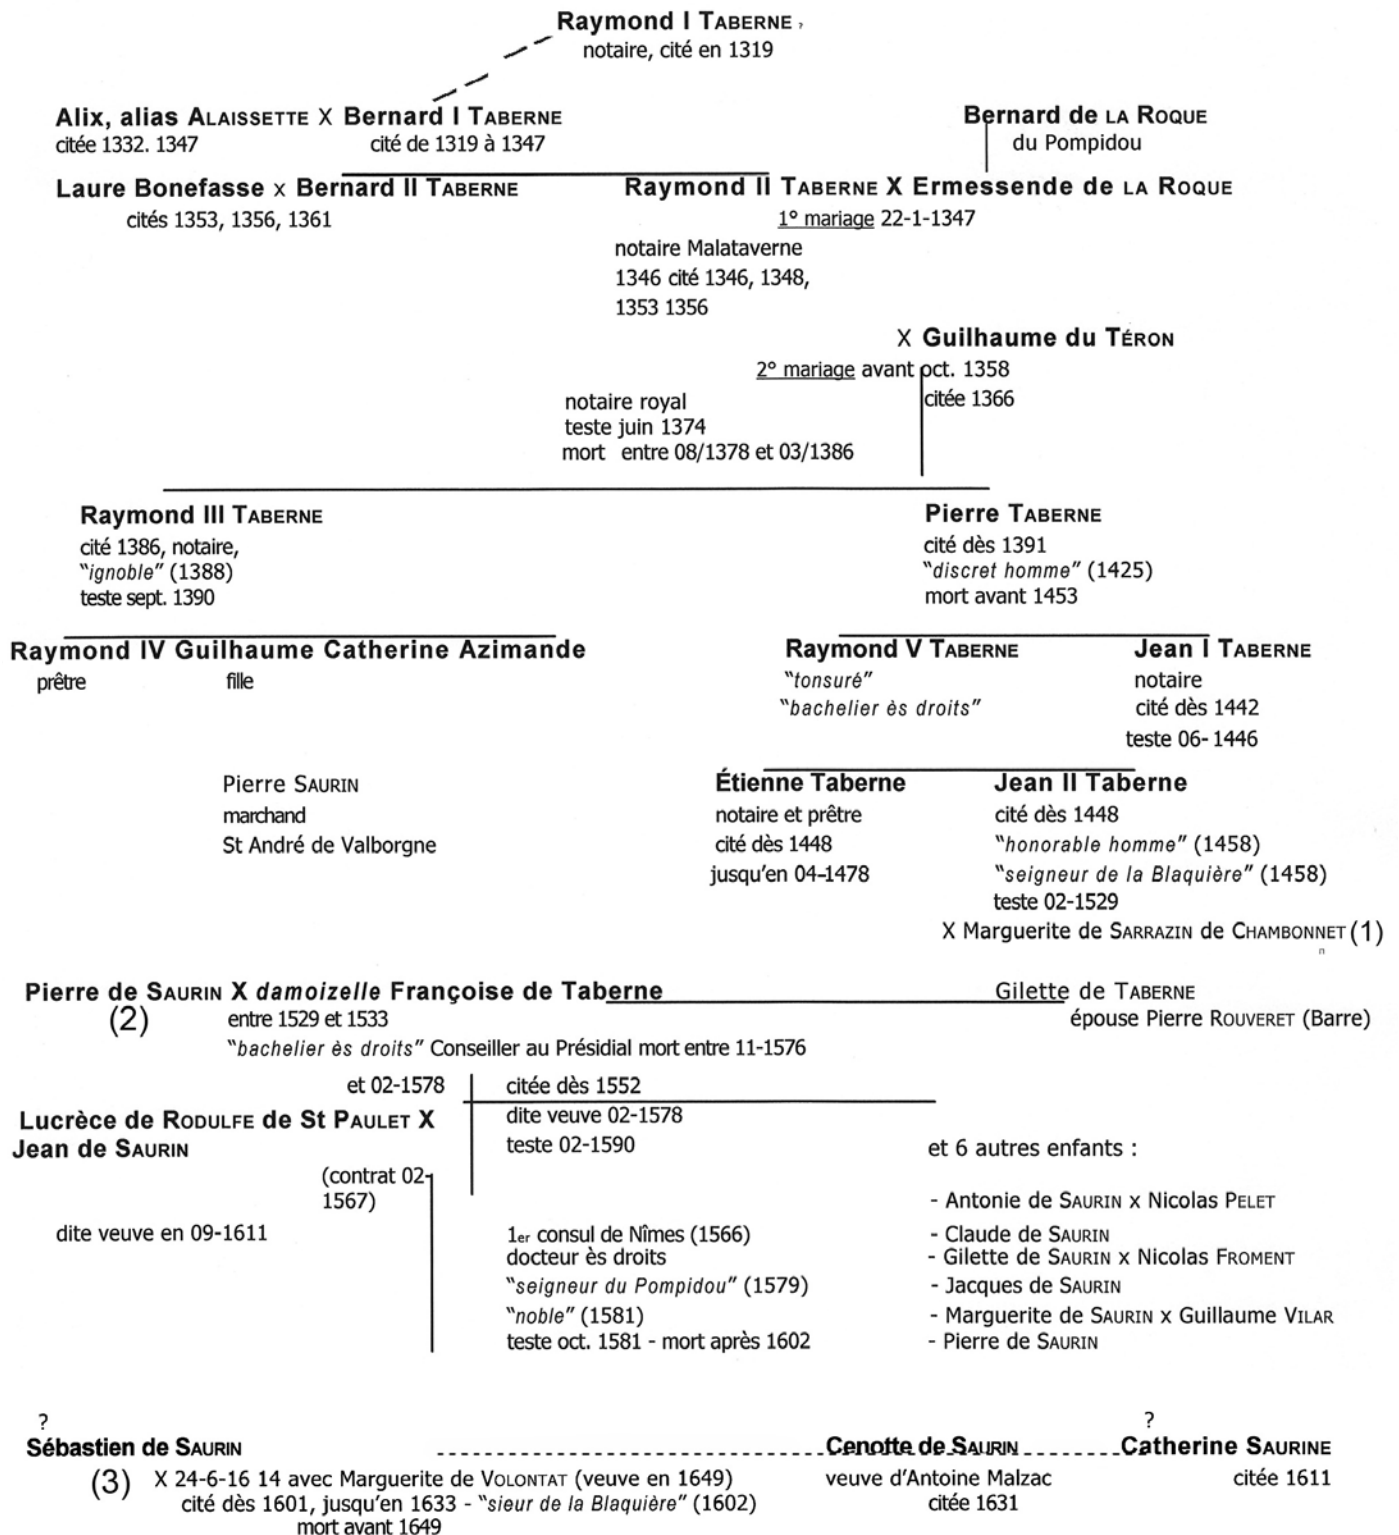 Raymond I TABERNE ?
notaire, cité en 1319
Alix, alias ALAISSETTE X Bernard I TABERNE
citée 1332. 1347
cité de 1319 à 1347
Bernard de LA ROQUE
du Pompidou
Laure Bonefasse x Bernard II TABERNE
cités 1353, 1356, 1361
Raymond II TABERNE X Ermessende de LA ROQUE
1° mariage 22-1-1347
notaire Malataverne
1346 cité 1346, 1348,
1353 1356
X Guilhaume du TÉRON
2° mariage avant oct. 1358
citée 1366
notaire royal
teste juin 1374
mort entre 08/1378 et 03/1386
Raymond III TABERNE
cité 1386, notaire,
"ignoble" (1388)
teste sept. 1390
Pierre TABERNE
cité dès 1391
"discret homme" (1425)
mort avant 1453
Raymond IV Guilhaume Catherine Azimande
prêtre
fille
Raymond V TABERNE
"tonsuré"
"bachelier ès droits"
Jean I TABERNE
notaire
cité dès 1442
teste 06-1446
Pierre SAURIN
marchand
St André de Valborgne
Étienne Taberne
notaire et prêtre
cité dès 1448
jusqu'en 04-1478
Jean II Taberne
cité dès 1448
"honorable homme" (1458)
"seigneur de la Blaquière" (1458)
teste 02-1529
X Marguerite de SARRAZIN de CHAMBONNET (1)
n
Pierre de SAURIN X damoizelle Françoise de Taberne
(2)
entre 1529 et 1533
"bachelier ès droits" Conseiller au Présidial mort entre 11-1576
et 02-1578
Gilette de TABERNE
épouse Pierre ROUVERET (Barre)
citée dès 1552
dite veuve 02-1578
teste 02-1590
Lucrèce de RODULFE de St PAULET X
Jean de SAURIN
(contrat 02-
1567)
dite veuve en 09-1611
1er consul de Nîmes (1566)
docteur ès droits
"seigneur du Pompidou" (1579)
"noble" (1581)
teste oct. 1581 - mort après 1602
et 6 autres enfants :
- Antonie de SAURIN x Nicolas PELET
- Claude de SAURIN
- Gilette de SAURIN x Nicolas FROMENT
- Jacques de SAURIN
- Marguerite de SAURIN x Guillaume VILAR
- Pierre de SAURIN
?
Sébastien de SAURIN
(3)
X 24-6-16 14 avec Marguerite de VOLONTAT (veuve en 1649)
cité dès 1601, jusqu'en 1633 - "sieur de la Blaquière" (1602)
mort avant 1649
Cenotte de SAURIN
veuve d'Antoine Malzac
citée 1631
?
Catherine SAURINE
citée 1611